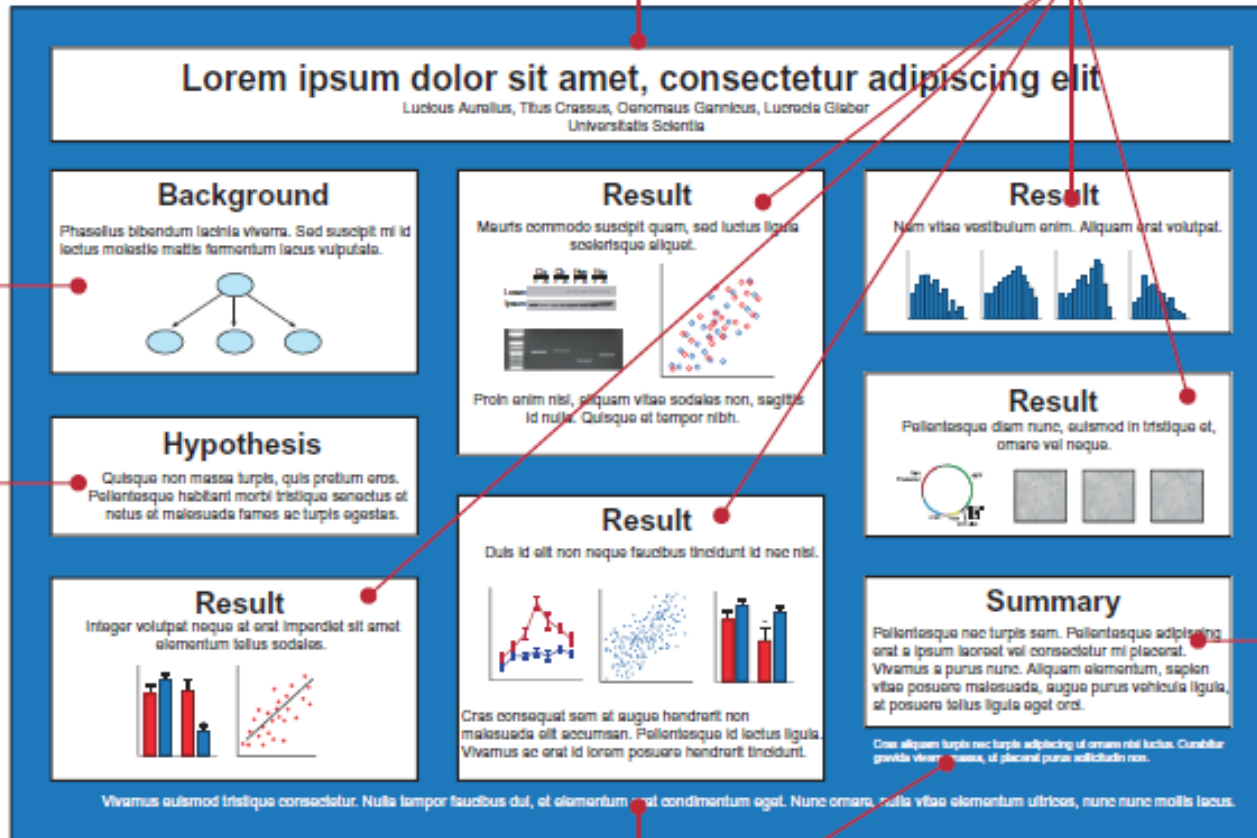 Lorem ipsum dolor sit amet, consectetur adipiscing elit
Lucious Aurelius, Titus Crassus, Oenomaus Gannicus, Lucrecia Glaber
Universitatis Scientia
Background
Phasellus bibendum lacinia viverra. Sed suscipit mi id
lectus molestie mattis fermentum lacus vulputate.
Hypothesis
Quisque non massa turpis, quis pretium eros.
Pellentesque habitant morbi tristique senectus et
netus et malesuada fames ac turpis egestas.
Result
Integer volutpat neque at erat imperdiet sit amet
elementum tellus sodales.
Result
Mauris commodo suscipit quam, sed luctus ligula
scelerisque aliquet.
Ipsum
Proin enim nisl, aliquam vitae sodales non, sagittis
id nulla. Quisque et tempor nibh.
Result
Duis id elit non neque faucibus tincidunt id nec nisl.
Cras consequat sem at augue hendrerit non
malesuada elit accumsan. Pellentesque id lectus ligula.
Vivamus ac erat id lorem posuere hendrerit tincidunt.
Result
Nam vitae vestibulum enim. Aliquam erat volutpat.
Result
Pellentesque diam nunc, euismod in tristique et,
ornare vel neque.
Summary
Pellentesque nec turpis sem. Pellentesque adipiscing
erat a ipsum laoreet vel consectetur mi placerat.
Vivamus a purus nunc. Aliquam elementum, sapien
vitae posuere malesuada, augue purus vehicula ligula,
at posuere tellus ligula eget orci.
Cras aliquam turpis nec turpis adipiscing ut ornare nisi luctus. Curabitur
gravida viverra massa, ut placerat purus sollicitudin non.
Vivamus euismod tristique consectetur. Nulla tempor faucibus dui, et elementum erat condimentum eget. Nunc ornare, nulla vitae elementum ultrices, nunc nunc mollis lacus.